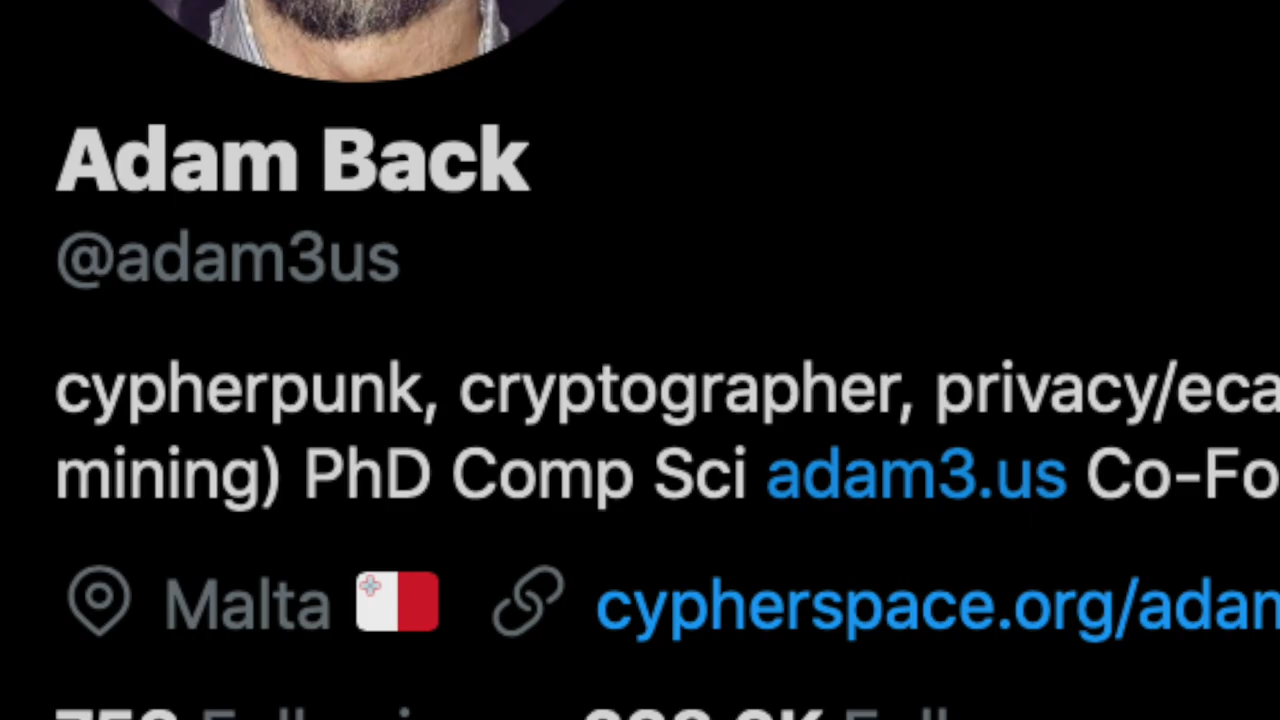 Adam Back
@adam3us
cypherpunk, cryptographer, privacy/eca
mining) PhD Comp Sci adam3.us Co-Fo
Malta cypherspace.org/adam